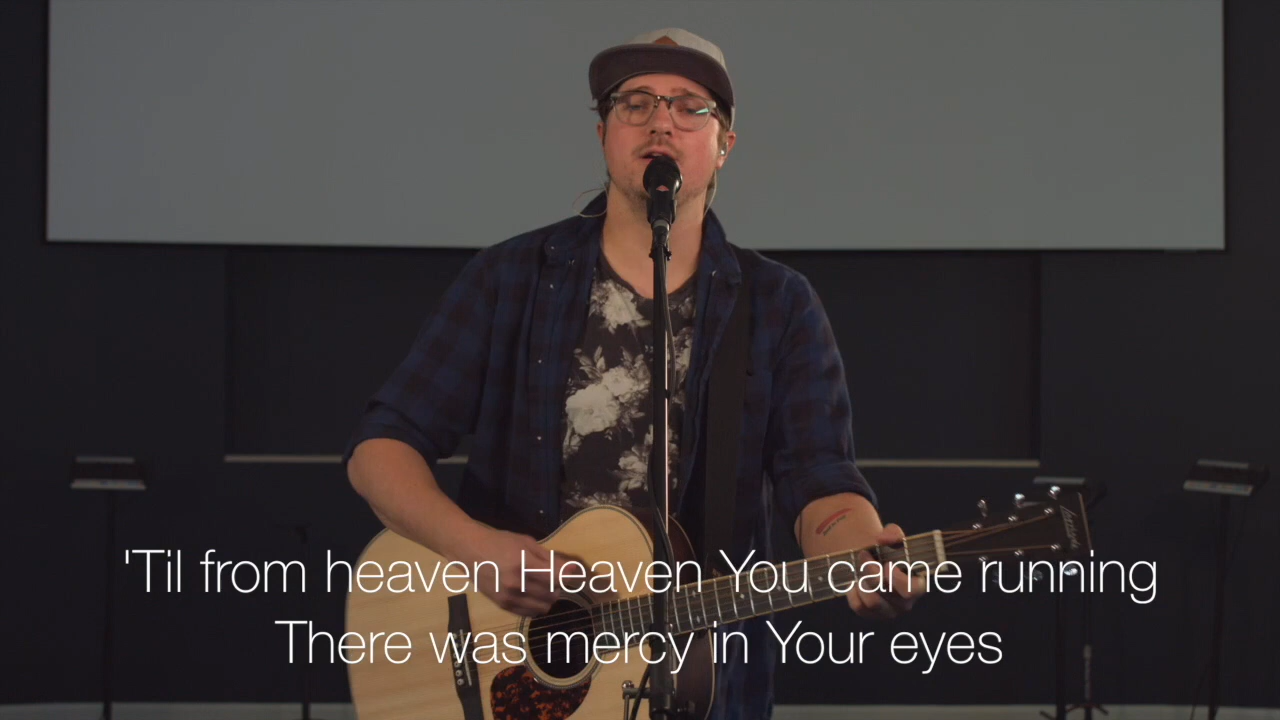 'Til from heaven Heaven You came running
There was mercy in Your eyes